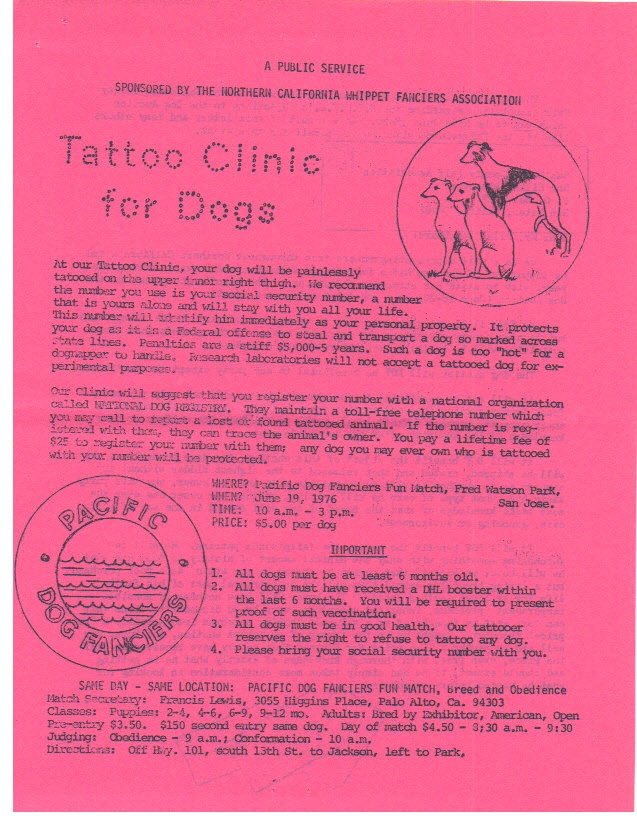 A PUBLIC SERVICE
SPONSORED BY THE NORTHERN CALIFORNIA WHIPPET FANCIERS ASSOCIATION
Tattoo Clinic
for Dogs
At our Tattoo Clinic, your dog will be painlessly
tatooed on the upper inner right thigh. We recommend
the number you use is your social security number, a number
that is yours alone and will stay with you all your life.
This number will identify him immediately as your personal property. It protects
your dog as it is a Federal offense to steal and transport a dog so marked across
state lines. Penalties are a stiff $5,000-5 years. Such a dog is too "hot" for a
dognapper to handle. Research laboratories will not accept a tattooed dog for ex-
perimental purposes.
Our Clinic will suggest that you register your number with a national organization
called NATIONAL DOG REGISTRY. They maintain a toll-free telephone number which
you may call to report a lost or found tattooed animal. If the number is reg-
istered with them, they can trace the animal's owner. You pay a lifetime fee of
$25 to register your number with them; any dog you may ever own who is tattooed
with your number will be protected.
WHERE? Pacific Dog Fanciers Fun Match, Fred Watson Park,
San Jose.
WHEN? June 19, 1976
TIME: 10 a.m. - 3 p.m.
PRICE: $5.00 per dog
PACIFIC
DOG FANCIERS
IMPORTANT
1. All dogs must be at least 6 months old.
2. All dogs must have received a DHL booster within
the last 6 months. You will be required to present
proof of such vaccination.
3. All dogs must be in good health. Our tattooer
reserves the right to refuse to tattoo any dog.
4. Please bring your social security number with you.
SAME DAY - SAME LOCATION: PACIFIC DOG FANCIERS FUN MATCH, Breed and Obedience
Match Secretary: Francis Lewis, 3055 Higgins Place, Palo Alto, Ca. 94303
Classes: Puppies: 2-4, 4-6, 6-9, 9-12 mo. Adults: Bred by Exhibitor, American, Open
Pre-entry $3.50. $150 second entry same dog. Day of match $4.50 - 8;30 a.m. - 9:30
Judging: Obedience - 9 a.m.; Conformation - 10 a.m.
Directions: Off Hwy. 101, south 13th St. to Jackson, left to Park.